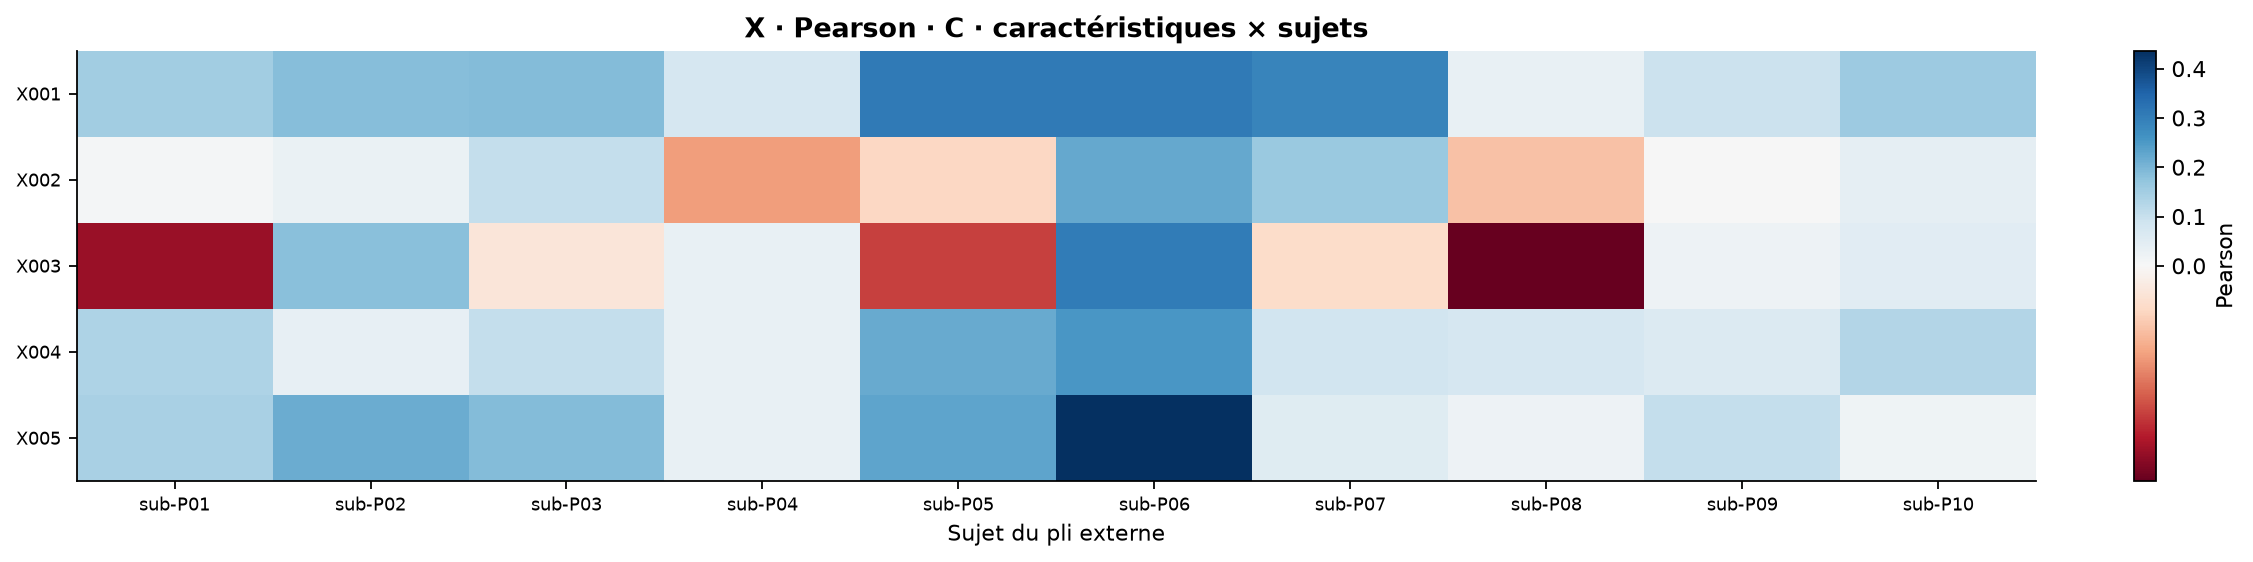 X · Pearson · C · caractéristiques × sujets
X001
X002
X003
X004
X005
sub-P01 sub-P02 sub-P03 sub-P04 sub-P05 sub-P06 sub-P07 sub-P08 sub-P09 sub-P10
Sujet du pli externe
0.4
0.3
0.2
0.1
0.0
Pearson